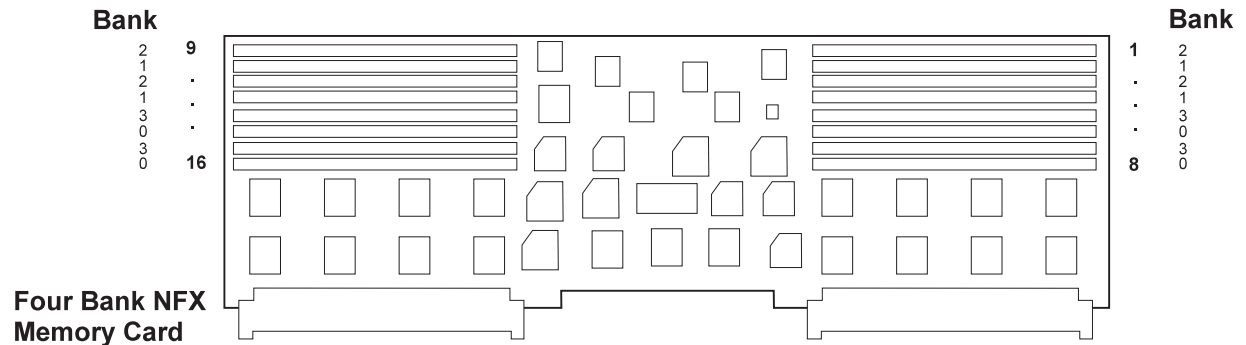 Bank Bank
2 9 1 2
1 1
2 . . 2
1 . . 1
3 3
0 . . 0
3 3
0 16 8 0
Four Bank NFX
Memory Card